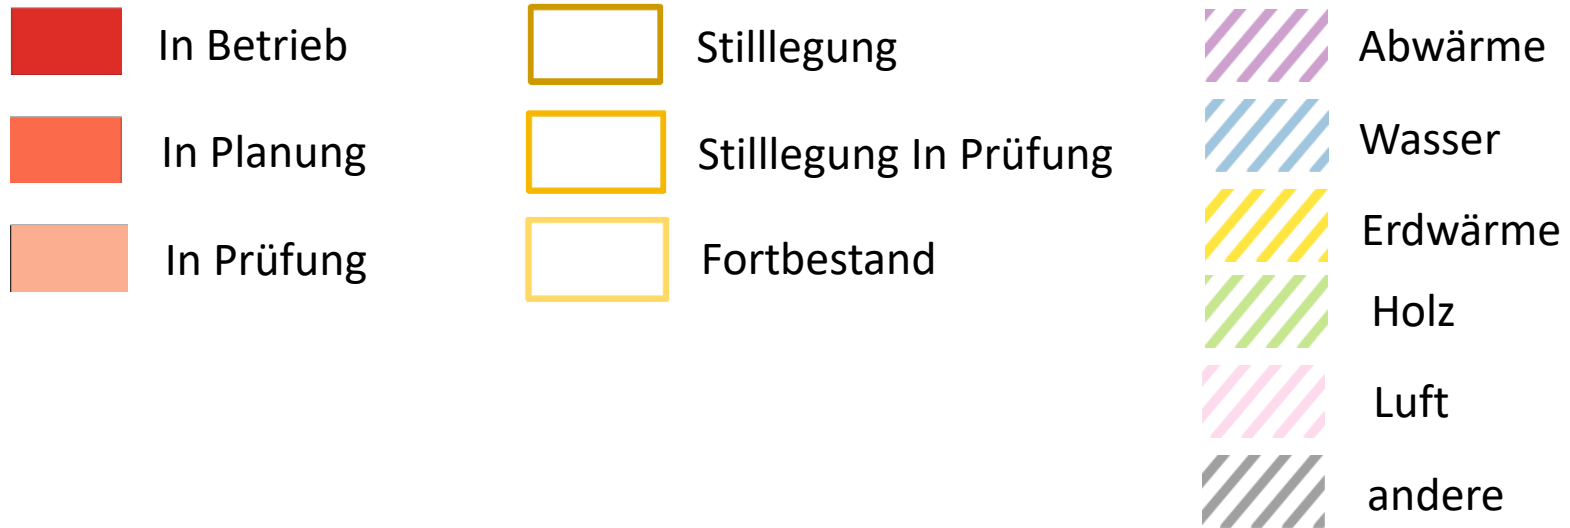 In Betrieb
In Planung
In Prüfung
Stilllegung
Stilllegung In Prüfung
Fortbestand
Abwärme
Wasser
Erdwärme
Holz
Luft
andere